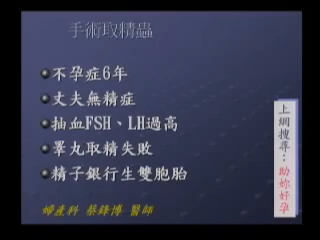 手術取精蟲
不孕症6年
丈夫無精症
抽血FSH、LH過高
睪丸取精失敗
精子銀行生雙胞胎
婦產科 蔡鋒博 醫師
上網搜尋：助妳好孕